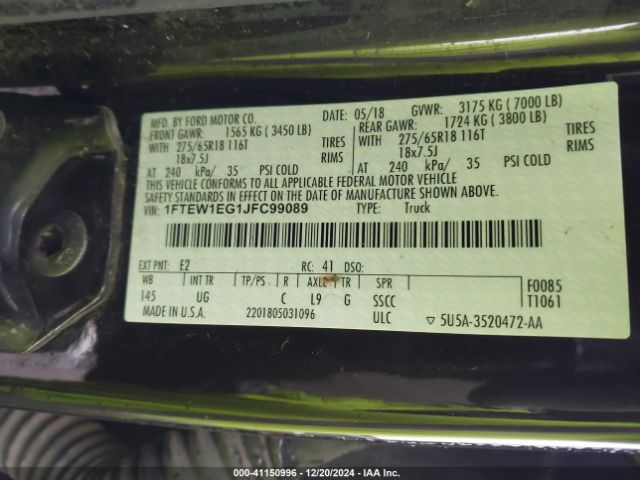 MFD. BY FORD MOTOR CO.
DATE: 05/18 GVWR: 3175 KG ( 7000 LB)
FRONT GAWR: 1565 KG ( 3450 LB)
REAR GAWR: 1724 KG ( 3800 LB)
WITH 275/65R18 116T TIRES
275/65R18 116T TIRES
18x7.5J RIMS
18x7.5J RIMS
AT 240 kPa/ 35 PSI COLD
AT 240 kPa/ 35 PSI COLD
THIS VEHICLE CONFORMS TO ALL APPLICABLE FEDERAL MOTOR VEHICLE
SAFETY STANDARDS IN EFFECT ON THE DATE OF MANUFACTURE SHOWN ABOVE.
VIN: 1FTEW1EG1JFC99089 TYPE: Truck
EXT PNT: E2 RC: 41 DSO:
WB INT TR TP/PS R AXLE TR SPR F0085
145 UG C L9 G SSCC T1061
MADE IN U.S.A. 2201805031096 ULC ▽ 5U5A-3520472-AA
000-41150996 - 12/20/2024 - IAA Inc.